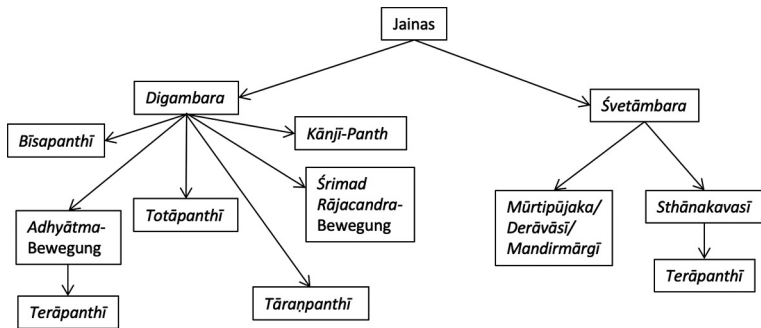 Jainas
Digambara
Śvetāmbara
Bīsapanthī
Kānjī-Panth
Śrimad
Rājacandra-
Bewegung
Totāpanthī
Adhyātma-
Bewegung
Mūrtipūjaka/
Derāvāsī/
Mandirmārgī
Sthānakavasī
Terāpanthī
Tāraṇpanthī
Terāpanthī